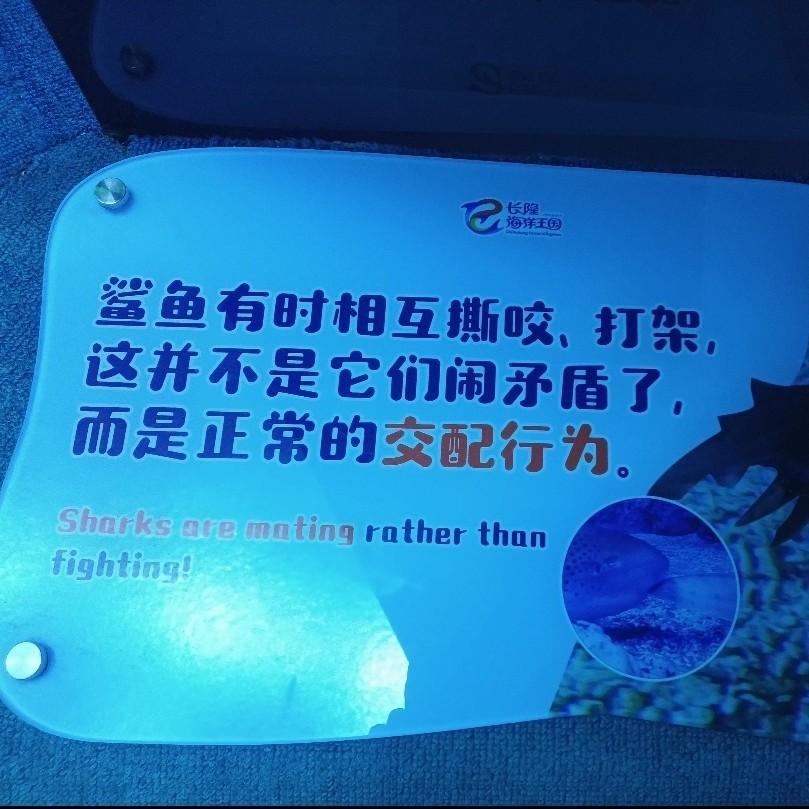 长隆
海洋王国
鲨鱼有时相互撕咬、打架，
这并不是它们闹矛盾了，
而是正常的交配行为。
Sharks are mating rather than
fighting!